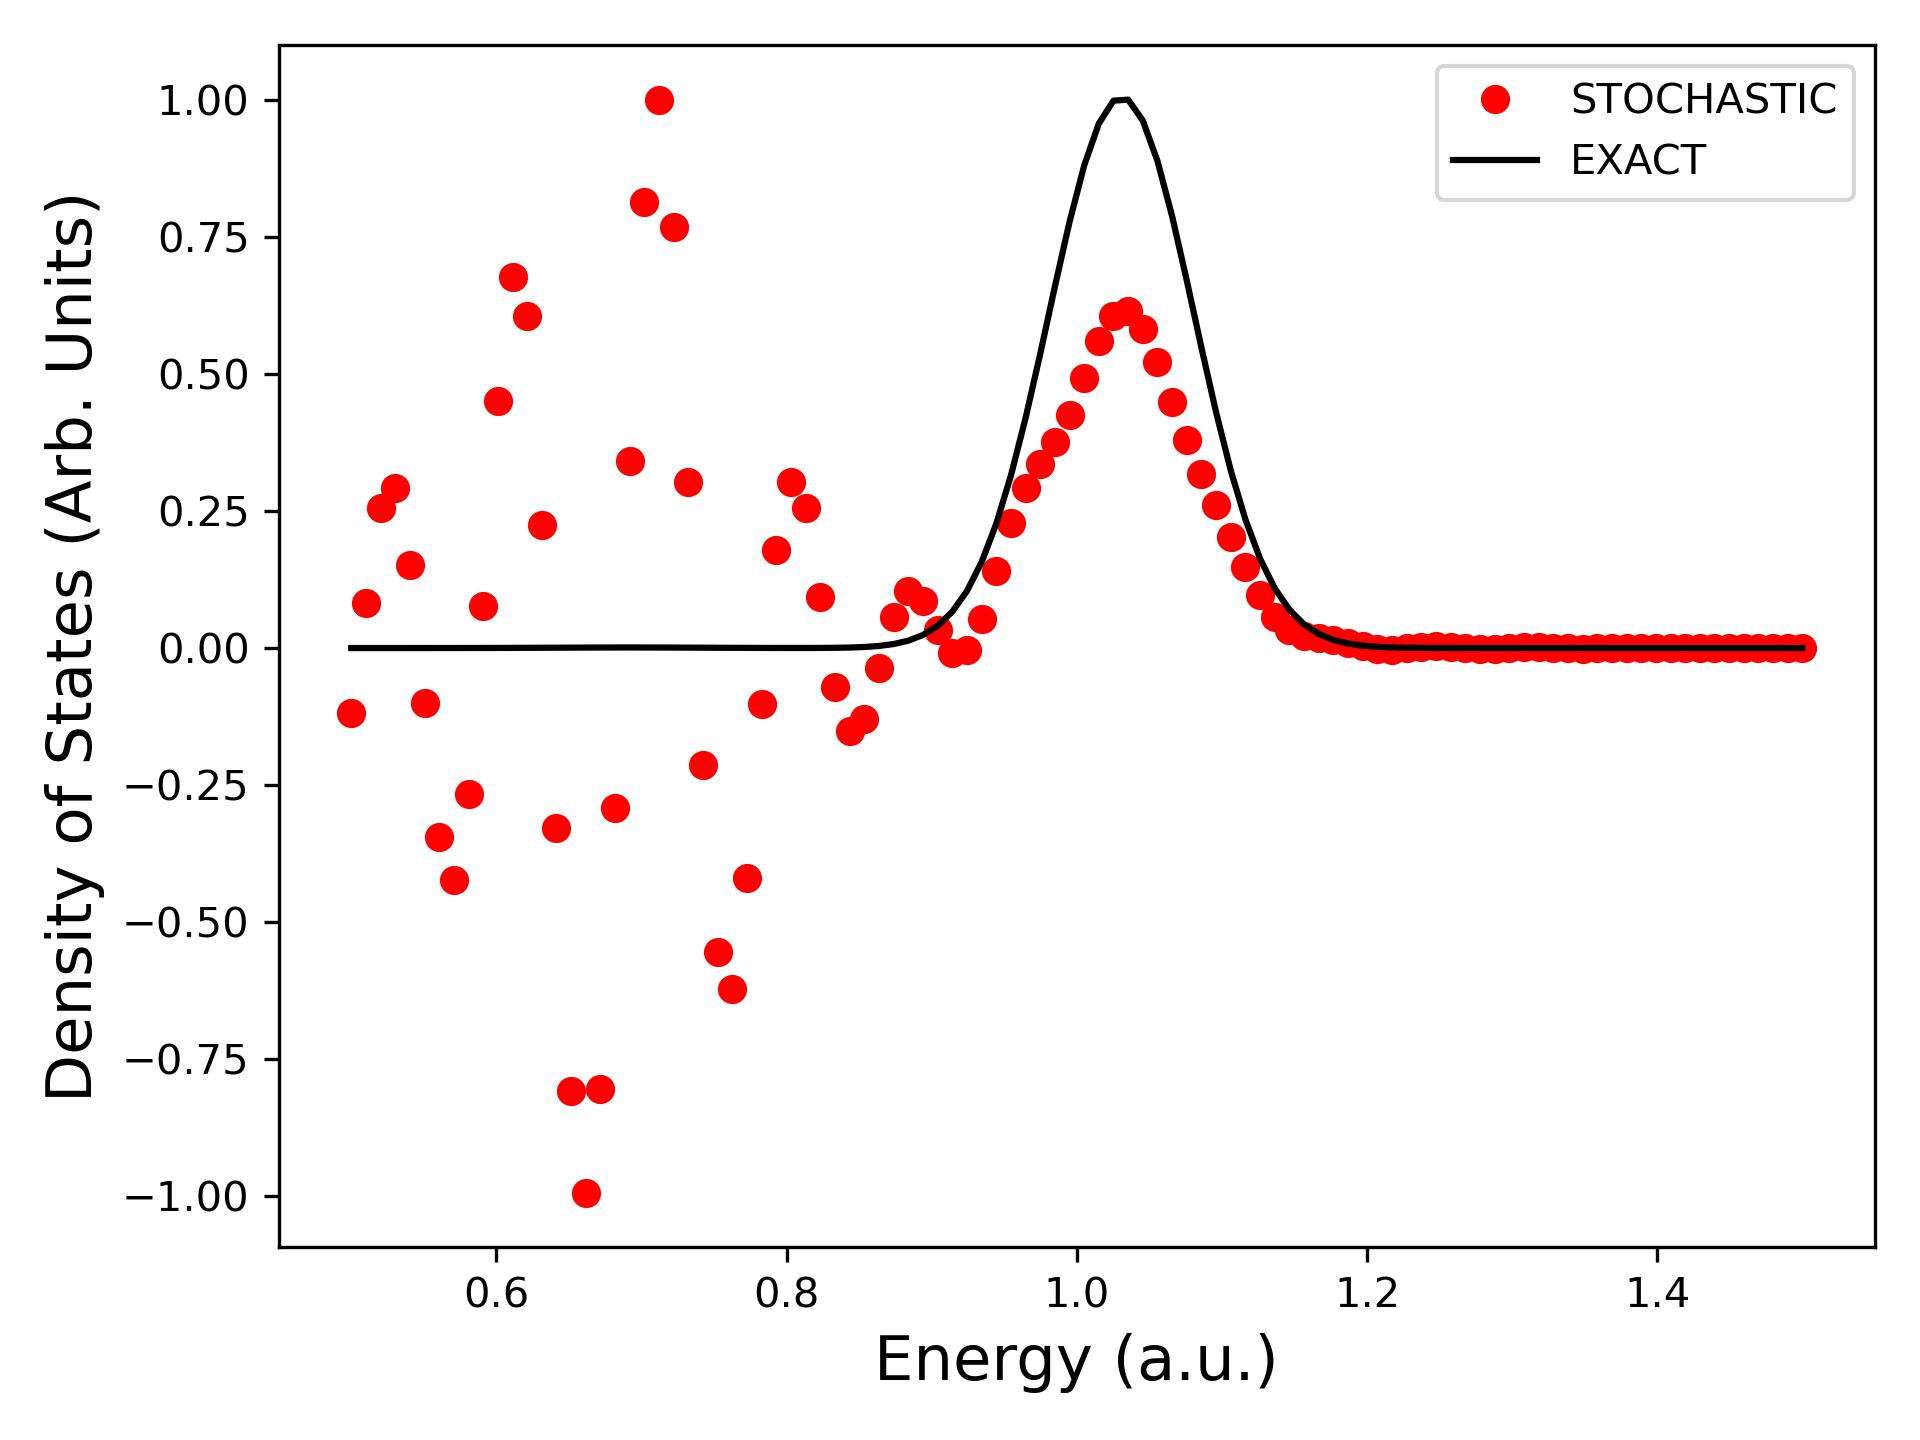 STOCHASTIC
EXACT
Density of States (Arb. Units)
1.00
0.75
0.50
0.25
0.00
−0.25
−0.50
−0.75
−1.00
0.6 0.8 1.0 1.2 1.4
Energy (a.u.)